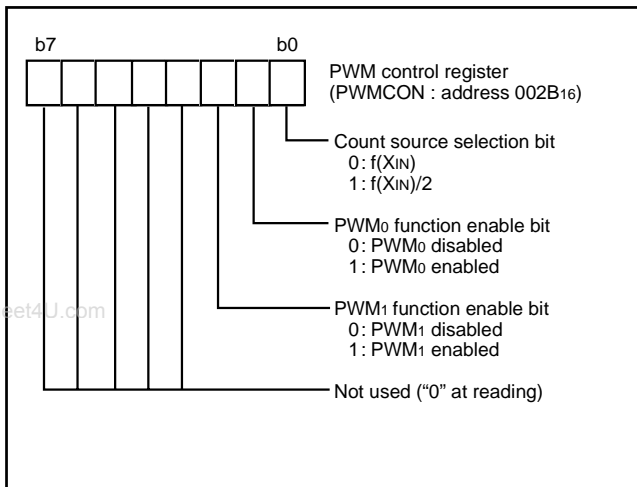 b7 b0
PWM control register
(PWMCON : address 002B16)
Count source selection bit
0: f(XIN)
1: f(XIN)/2
PWM0 function enable bit
0: PWM0 disabled
1: PWM0 enabled
eet4U.com
PWM1 function enable bit
0: PWM1 disabled
1: PWM1 enabled
Not used (“0” at reading)